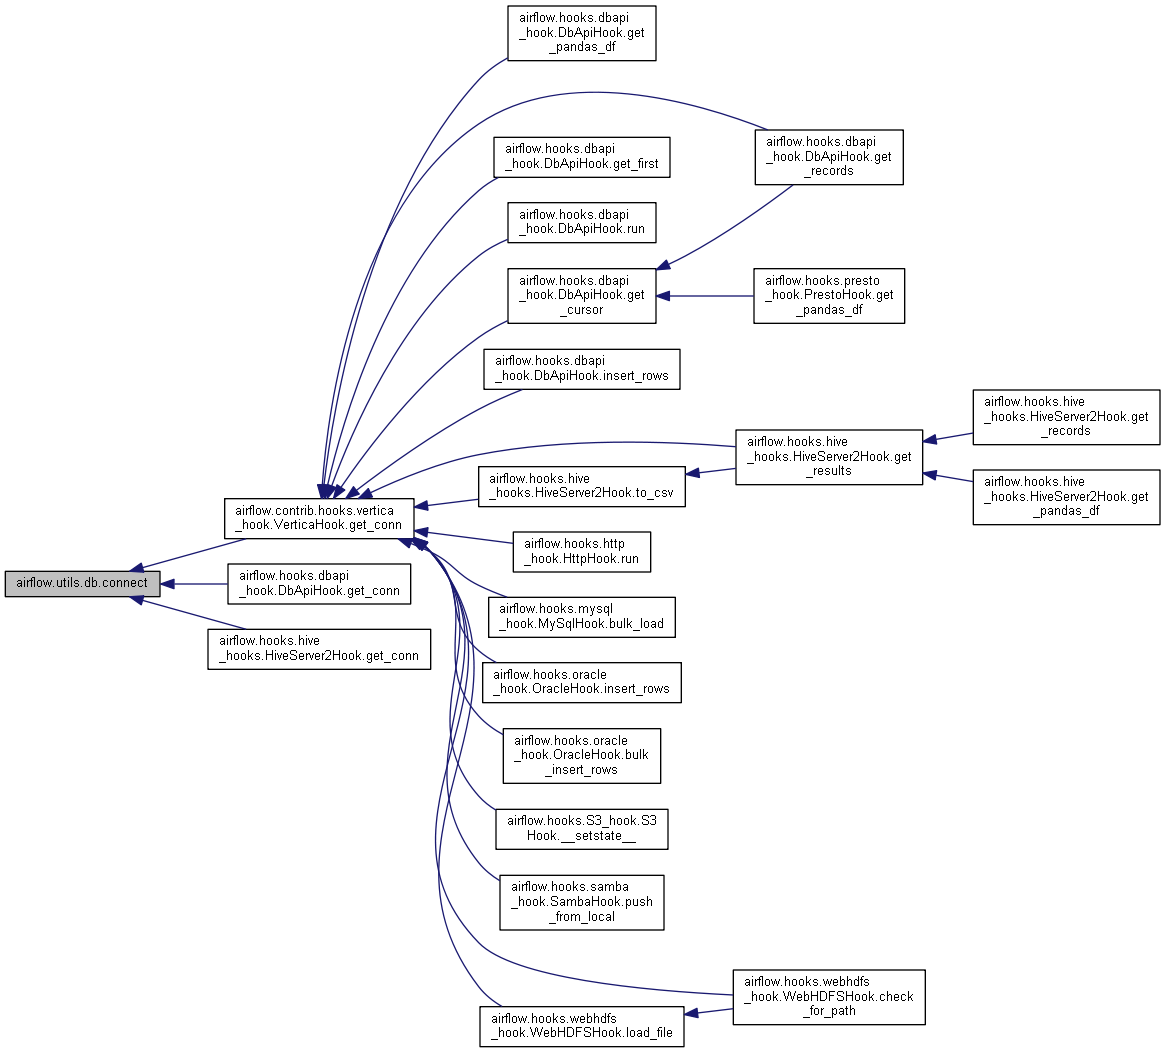 airflow.hooks.dbapi
_hook.DbApiHook.get
_pandas_df
airflow.hooks.dbapi
_hook.DbApiHook.get
_records
airflow.hooks.dbapi
_hook.DbApiHook.get_first
airflow.hooks.dbapi
_hook.DbApiHook.run
airflow.hooks.dbapi
_hook.DbApiHook.get
_cursor
airflow.hooks.presto
_hook.PrestoHook.get
_pandas_df
airflow.hooks.dbapi
_hook.DbApiHook.insert_rows
airflow.hooks.hive
_hooks.HiveServer2Hook.get
_records
airflow.hooks.hive
_hooks.HiveServer2Hook.get
_results
airflow.hooks.hive
_hooks.HiveServer2Hook.to_csv
airflow.hooks.hive
_hooks.HiveServer2Hook.get
_pandas_df
airflow.contrib.hooks.vertica
_hook.VerticaHook.get_conn
airflow.hooks.http
_hook.HttpHook.run
airflow.utils.db.connect
airflow.hooks.dbapi
_hook.DbApiHook.get_conn
airflow.hooks.mysql
_hook.MySqlHook.bulk_load
airflow.hooks.hive
_hooks.HiveServer2Hook.get_conn
airflow.hooks.oracle
_hook.OracleHook.insert_rows
airflow.hooks.oracle
_hook.OracleHook.bulk
_insert_rows
airflow.hooks.S3_hook.S3
Hook.__setstate__
airflow.hooks.samba
_hook.SambaHook.push
_from_local
airflow.hooks.webhdfs
_hook.WebHDFSHook.check
_for_path
airflow.hooks.webhdfs
_hook.WebHDFSHook.load_file